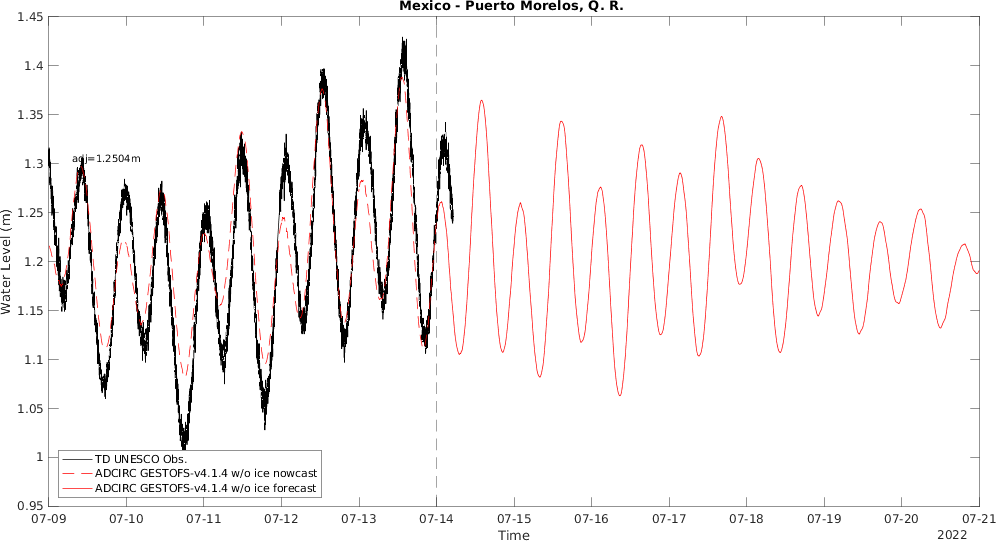 Mexico - Puerto Morelos, Q. R.
1.45
1.4
1.35
1.3
1.25
1.2
1.15
1.1
1.05
1
0.95
Water Level (m)
adj=1.2504m
TD UNESCO Obs.
ADCIRC GESTOFS-v4.1.4 w/o ice nowcast
ADCIRC GESTOFS-v4.1.4 w/o ice forecast
07-09 07-10 07-11 07-12 07-13 07-14 07-15 07-16 07-17 07-18 07-19 07-20 07-21
Time
2022